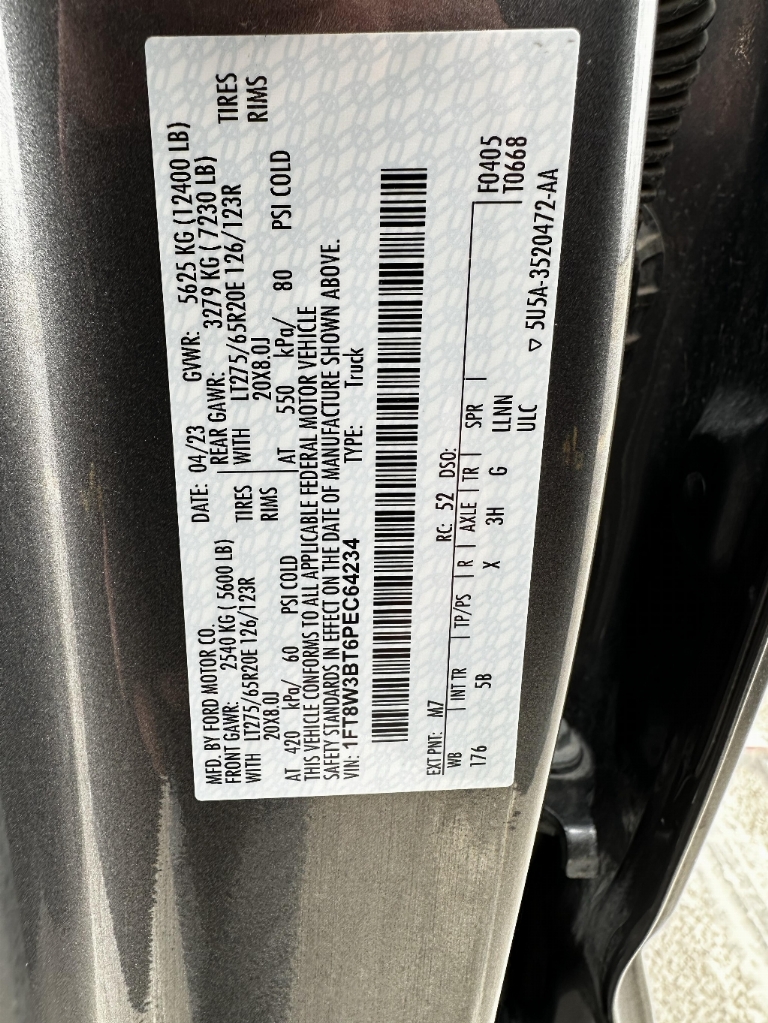 MFD. BY FORD MOTOR CO.
DATE: 04/23 GVWR: 5625 KG (12400 LB)
FRONT GAWR: 2540 KG ( 5600 LB) REAR GAWR: 3279 KG ( 7230 LB)
WITH LT275/65R20E 126/123R TIRES WITH LT275/65R20E 126/123R TIRES
20X8.0J RIMS 20X8.0J RIMS
AT 420 kPa/ 60 PSI COLD AT 550 kPa/ 80 PSI COLD
THIS VEHICLE CONFORMS TO ALL APPLICABLE FEDERAL MOTOR VEHICLE
SAFETY STANDARDS IN EFFECT ON THE DATE OF MANUFACTURE SHOWN ABOVE.
VIN: 1FT8W3BT6PEC64234 TYPE: Truck
EXT PNT: M7 RC: 52 DSO: F0405
WB INT TR TP/PS R AXLE TR SPR T0668
176 5B X 3H G LLNN
ULC
▽ 5U5A-3520472-AA